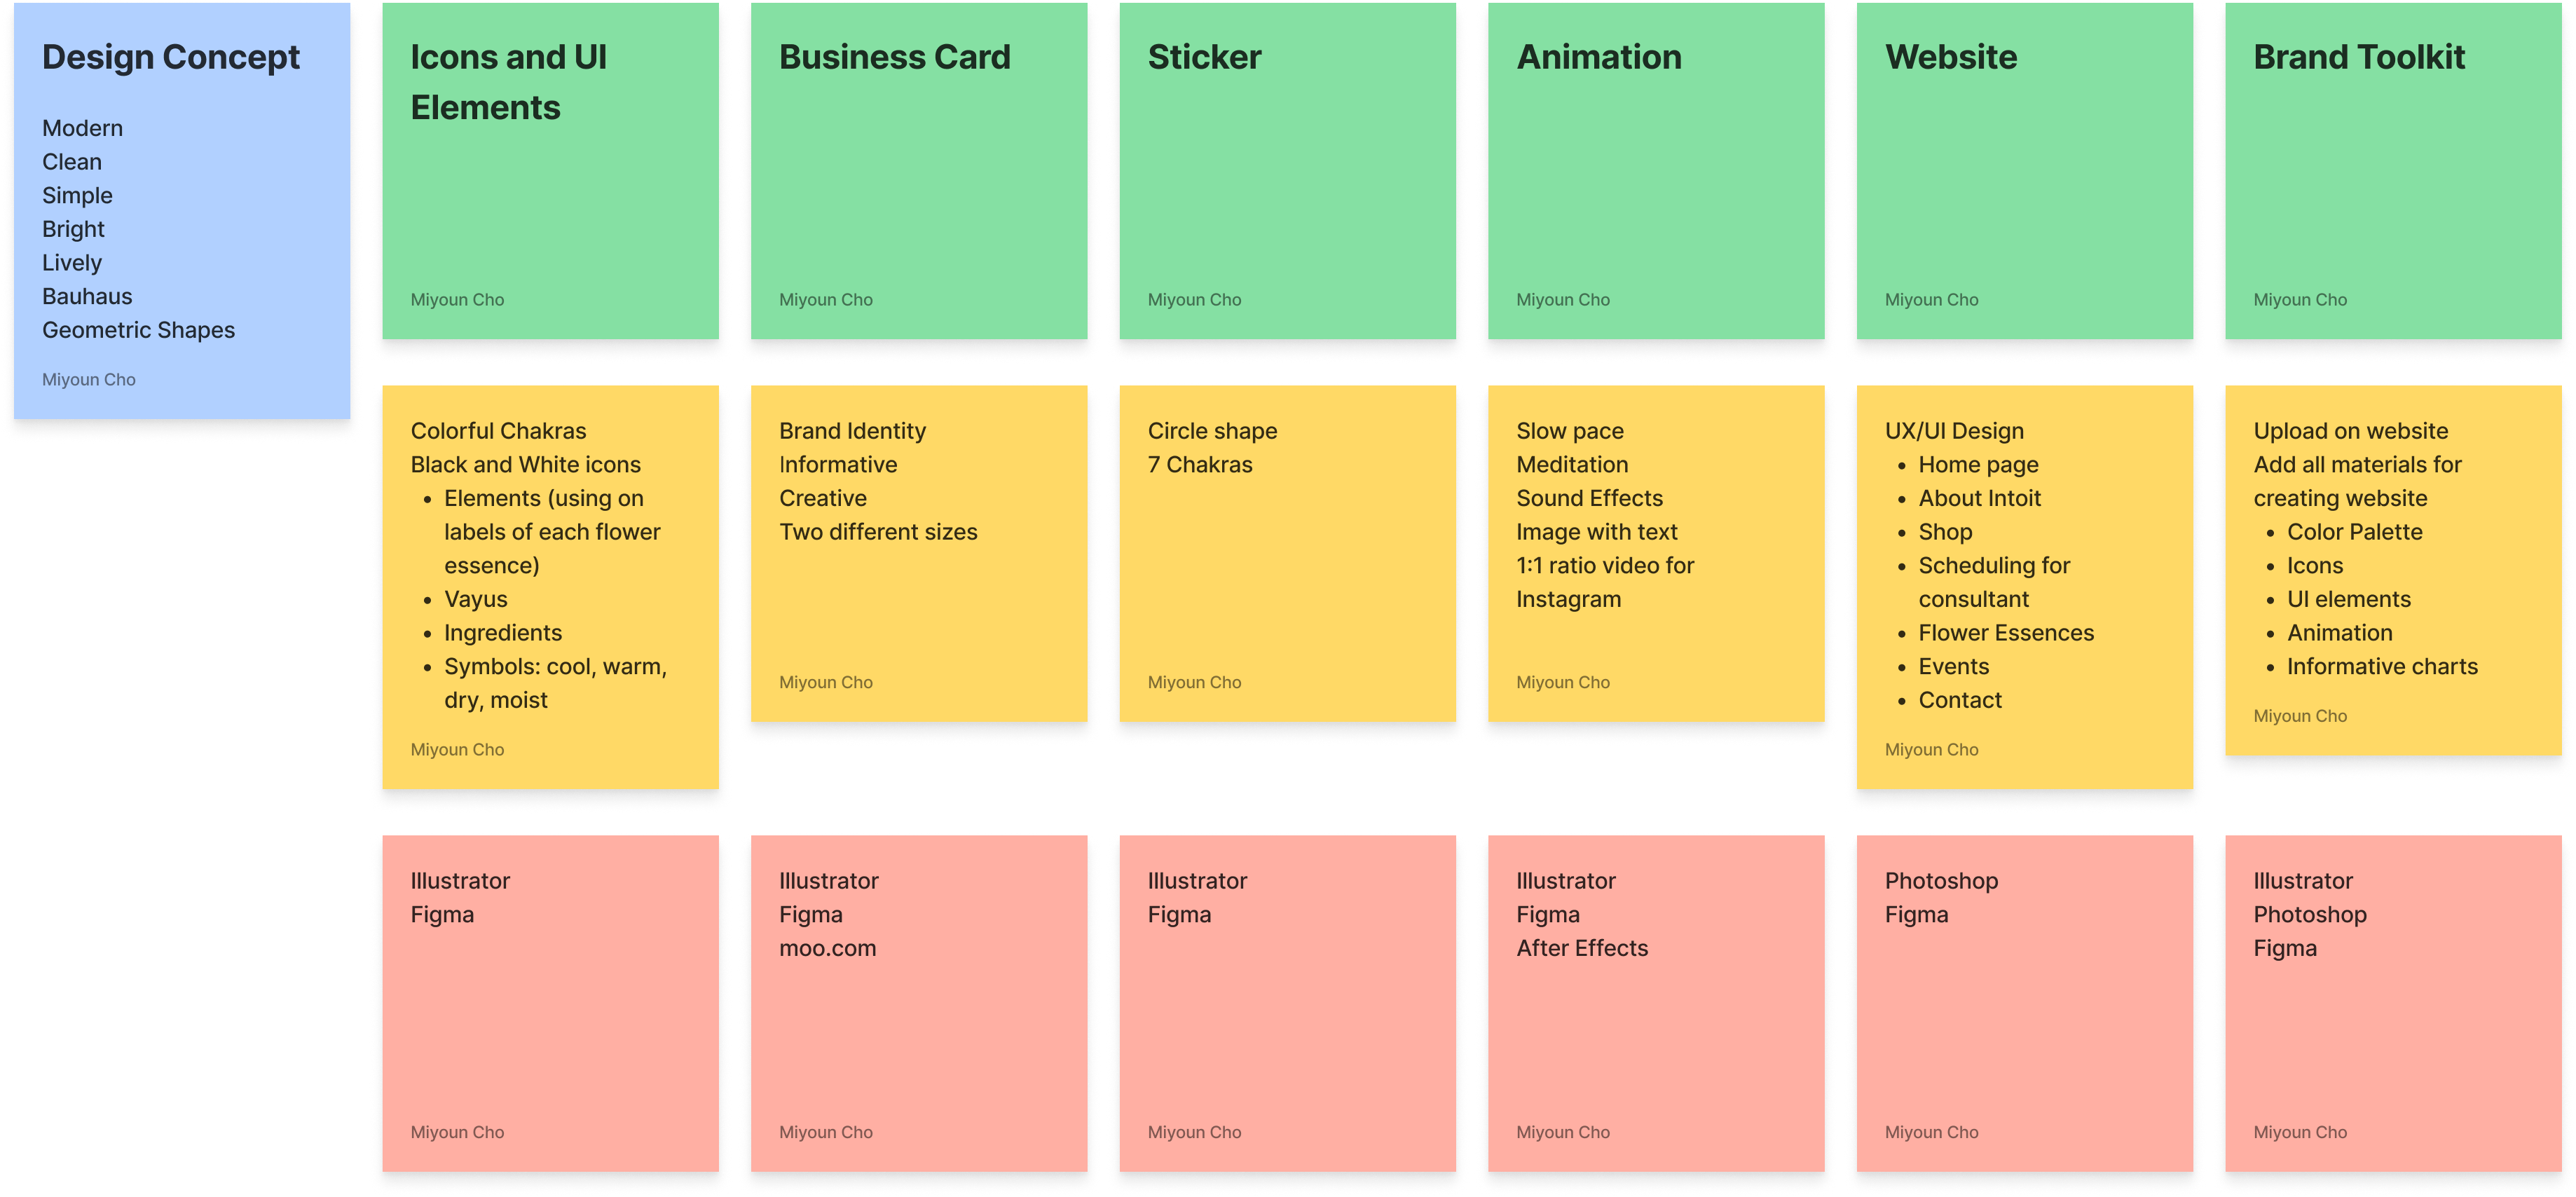 Design Concept
Modern
Clean
Simple
Bright
Lively
Bauhaus
Geometric Shapes
Miyoun Cho
Icons and UI
Elements
Miyoun Cho
Business Card
Miyoun Cho
Sticker
Miyoun Cho
Animation
Miyoun Cho
Website
Miyoun Cho
Brand Toolkit
Miyoun Cho
Colorful Chakras
Black and White icons
• Elements (using on
labels of each flower
essence)
• Vayus
• Ingredients
• Symbols: cool, warm,
dry, moist
Miyoun Cho
Brand Identity
Informative
Creative
Two different sizes
Miyoun Cho
Circle shape
7 Chakras
Miyoun Cho
Slow pace
Meditation
Sound Effects
Image with text
1:1 ratio video for
Instagram
Miyoun Cho
UX/UI Design
• Home page
• About Intoit
• Shop
• Scheduling for
consultant
• Flower Essences
• Events
• Contact
Miyoun Cho
Upload on website
Add all materials for
creating website
• Color Palette
• Icons
• UI elements
• Animation
• Informative charts
Miyoun Cho
Illustrator
Figma
Miyoun Cho
Illustrator
Figma
moo.com
Miyoun Cho
Illustrator
Figma
Miyoun Cho
Illustrator
Figma
After Effects
Miyoun Cho
Photoshop
Figma
Miyoun Cho
Illustrator
Photoshop
Figma
Miyoun Cho